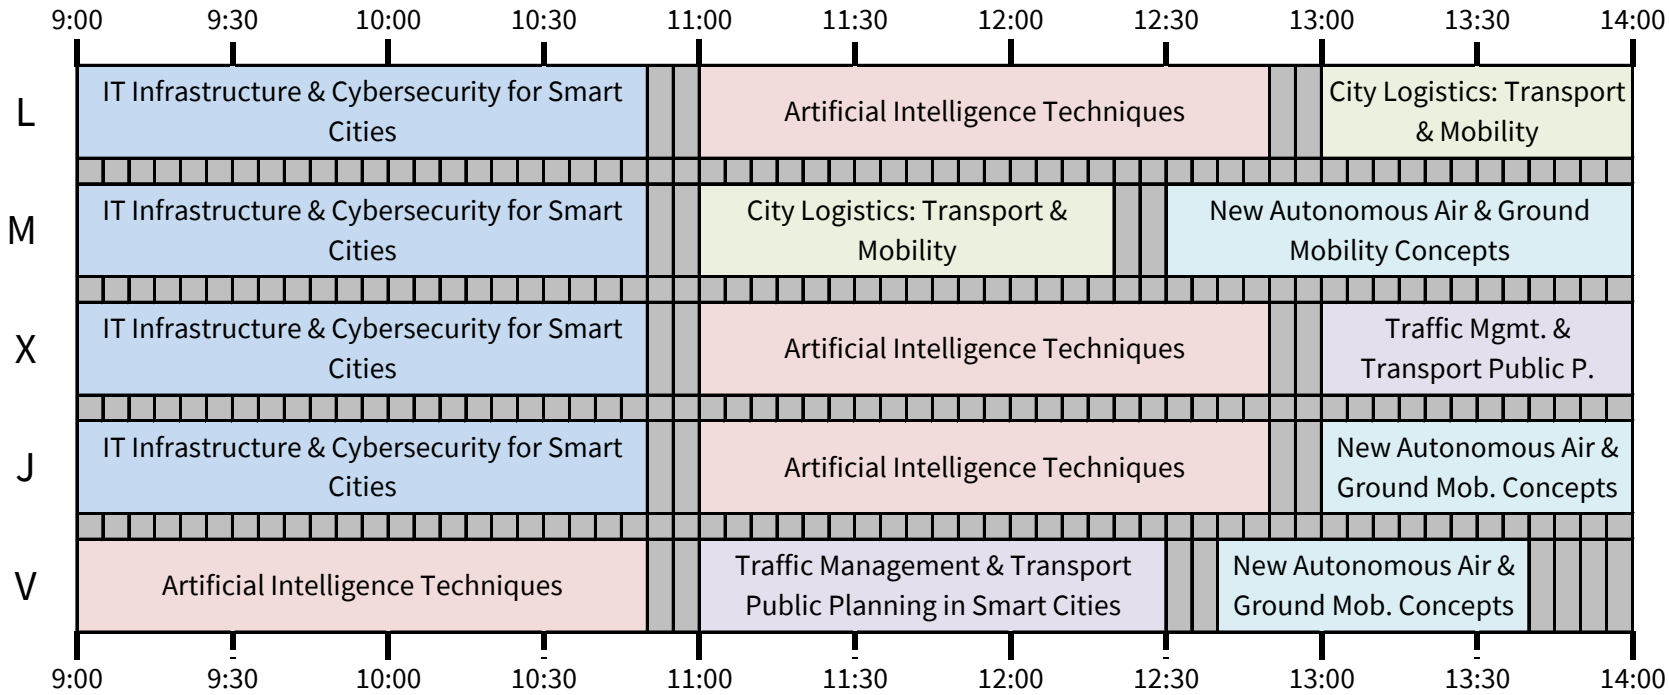 9:00 9:30 10:00 10:30 11:00 11:30 12:00 12:30 13:00 13:30 14:00
L
IT Infrastructure & Cybersecurity for Smart
Cities
Artificial Intelligence Techniques
City Logistics: Transport
& Mobility
M
IT Infrastructure & Cybersecurity for Smart
Cities
City Logistics: Transport &
Mobility
New Autonomous Air & Ground
Mobility Concepts
X
IT Infrastructure & Cybersecurity for Smart
Cities
Artificial Intelligence Techniques
Traffic Mgmt. &
Transport Public P.
J
IT Infrastructure & Cybersecurity for Smart
Cities
Artificial Intelligence Techniques
New Autonomous Air &
Ground Mob. Concepts
V
Artificial Intelligence Techniques
Traffic Management & Transport
Public Planning in Smart Cities
New Autonomous Air &
Ground Mob. Concepts
9:00 9:30 10:00 10:30 11:00 11:30 12:00 12:30 13:00 13:30 14:00